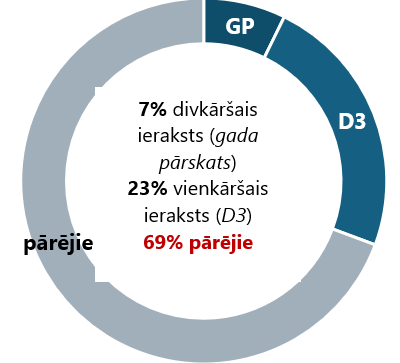 GP
D3
7% divkāršais
ieraksts (gada
pārskats)
23% vienkāršais
ieraksts (D3)
69% pārējie
pārējie